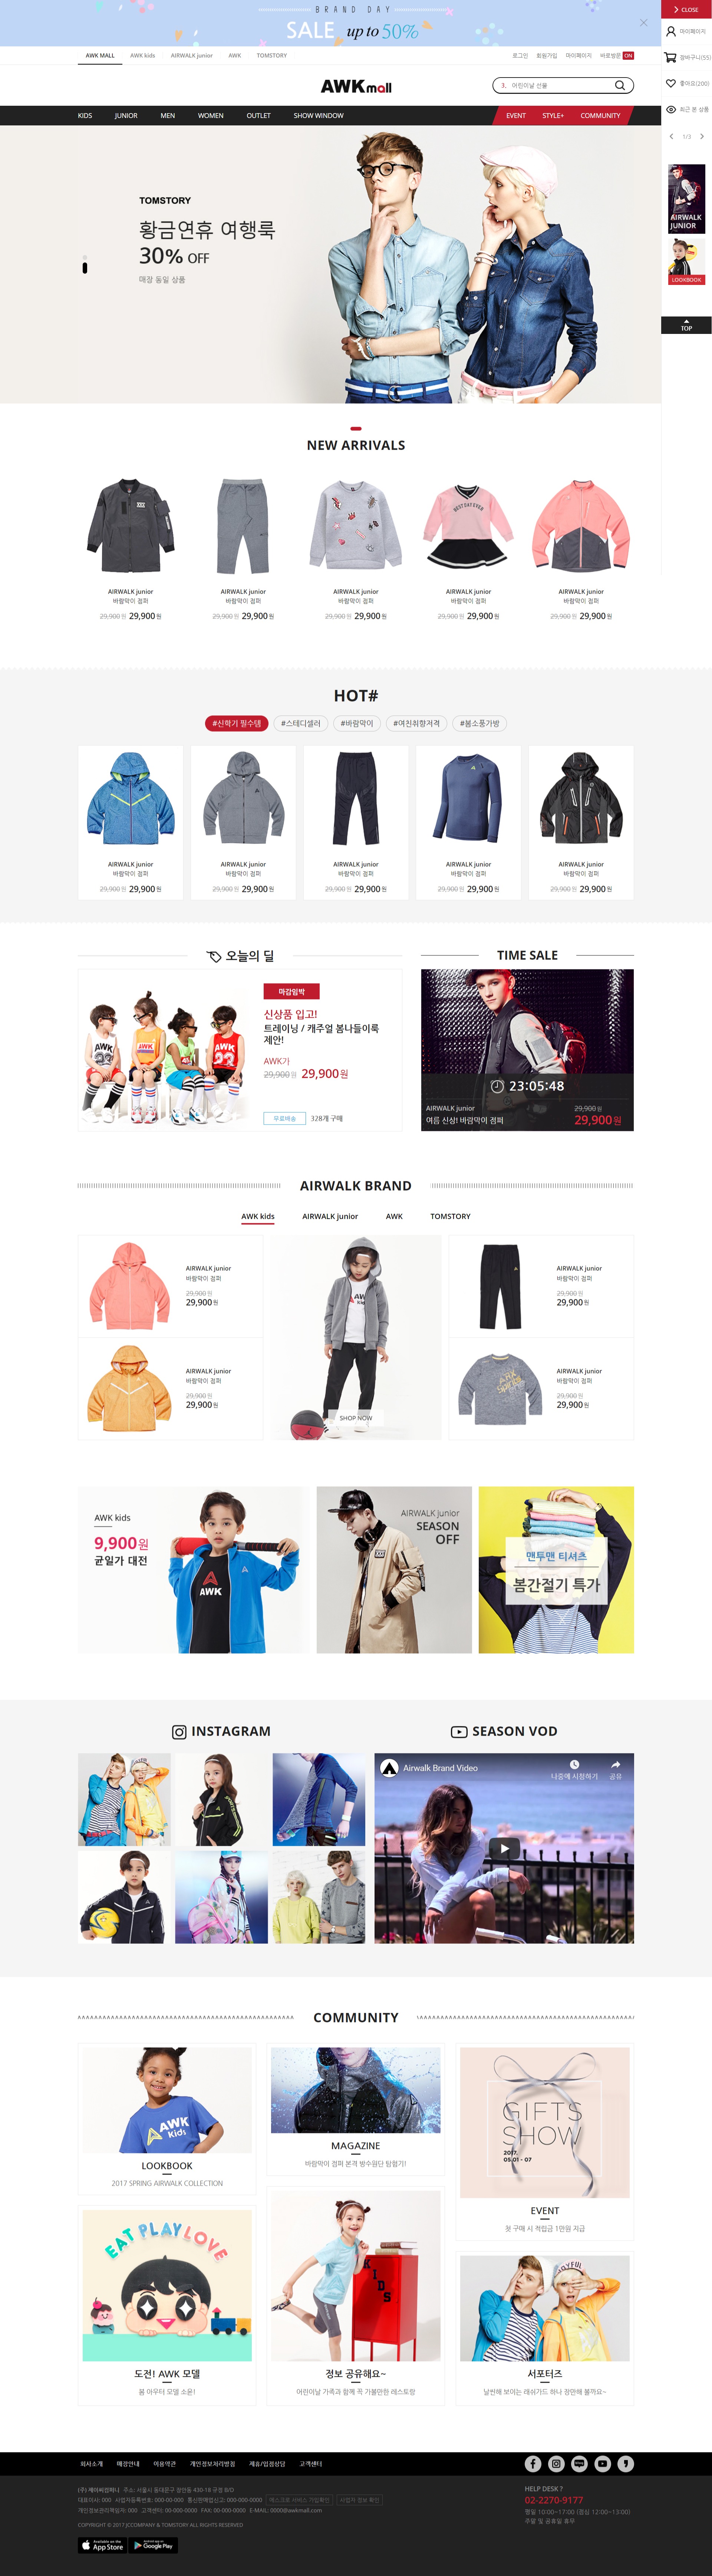 BRAND DAY
SALE up to 50%
CLOSE
AWK MALL AWK kids AIRWALK junior AWK TOMSTORY
로그인 회원가입 마이페이지 바로방문 ON
마이페이지
장바구니(55)
좋아요(200)
최근 본 상품
1/3
AWKmall
3. 어린이날 선물
KIDS JUNIOR MEN WOMEN OUTLET SHOW WINDOW
EVENT STYLE+ COMMUNITY
AIRWALK
JUNIOR
LOOKBOOK
TOP
TOMSTORY
황금연휴 여행룩
30% OFF
매장 동일 상품
NEW ARRIVALS
BEST DAY EVER
AIRWALK junior AIRWALK junior AIRWALK junior AIRWALK junior AIRWALK junior
바람막이 점퍼 바람막이 점퍼 바람막이 점퍼 바람막이 점퍼 바람막이 점퍼
29,900원 29,900원 29,900원 29,900원 29,900원 29,900원 29,900원 29,900원 29,900원 29,900원
HOT#
#신학기 필수템 #스테디셀러 #바람막이 #여친취향저격 #봄소풍가방
AIRWALK junior AIRWALK junior AIRWALK junior AIRWALK junior AIRWALK junior
바람막이 점퍼 바람막이 점퍼 바람막이 점퍼 바람막이 점퍼 바람막이 점퍼
29,900원 29,900원 29,900원 29,900원 29,900원 29,900원 29,900원 29,900원 29,900원 29,900원
오늘의 딜
마감임박
신상품 입고!
트레이닝 / 캐주얼 봄나들이룩
제안!
AWK가
29,900원 29,900원
무료배송 328개 구매
TIME SALE
23:05:48
AIRWALK junior
여름 신상! 바람막이 점퍼
29,900원
29,900원
AIRWALK BRAND
AWK kids AIRWALK junior AWK TOMSTORY
AIRWALK junior
바람막이 점퍼
29,900원
29,900원
AIRWALK junior
바람막이 점퍼
29,900원
29,900원
SHOP NOW
AIRWALK junior
바람막이 점퍼
29,900원
29,900원
AIRWALK junior
바람막이 점퍼
29,900원
29,900원
AWK kids
9,900원
균일가 대전
AWK
AIRWALK junior
SEASON
OFF
맨투맨 티셔츠
봄간절기 특가
INSTAGRAM
SEASON VOD
Airwalk Brand Video
나중에 시청하기 공유
COMMUNITY
AWK
Kids
LOOKBOOK
2017 SPRING AIRWALK COLLECTION
MAGAZINE
바람막이 점퍼 본격 방수원단 탐험기!
GIFTS
SHOW
2017.
05.01 - 07
EVENT
첫 구매 시 적립금 1만원 지급
EAT PLAY LOVE
도전! AWK 모델
봄 아우터 모델 소윤!
KIDS
정보 공유해요~
어린이날 가족과 함께 꼭 가볼만한 레스토랑
서포터즈
날씬해 보이는 래쉬가드 하나 장만해 볼까요~
회사소개 매장안내 이용약관 개인정보처리방침 제휴/입점상담 고객센터
(주) 제이씨컴퍼니 주소: 서울시 동대문구 장안동 430-18 규정 B/D
대표이사: 000 사업자등록번호: 000-00-000 통신판매업신고: 000-000-0000 에스크로 서비스 가입확인 사업자 정보 확인
개인정보관리책임자: 000 고객센터: 00-000-0000 FAX: 00-000-0000 E-MAIL: 0000@awkmall.com
COPYRIGHT © 2017 JCCOMPANY & TOMSTORY ALL RIGHTS RESERVED
Available on the App Store
Google Play
HELP DESK ?
02-2270-9177
평일 10:00~17:00 (점심 12:00~13:00)
주말 및 공휴일 휴무